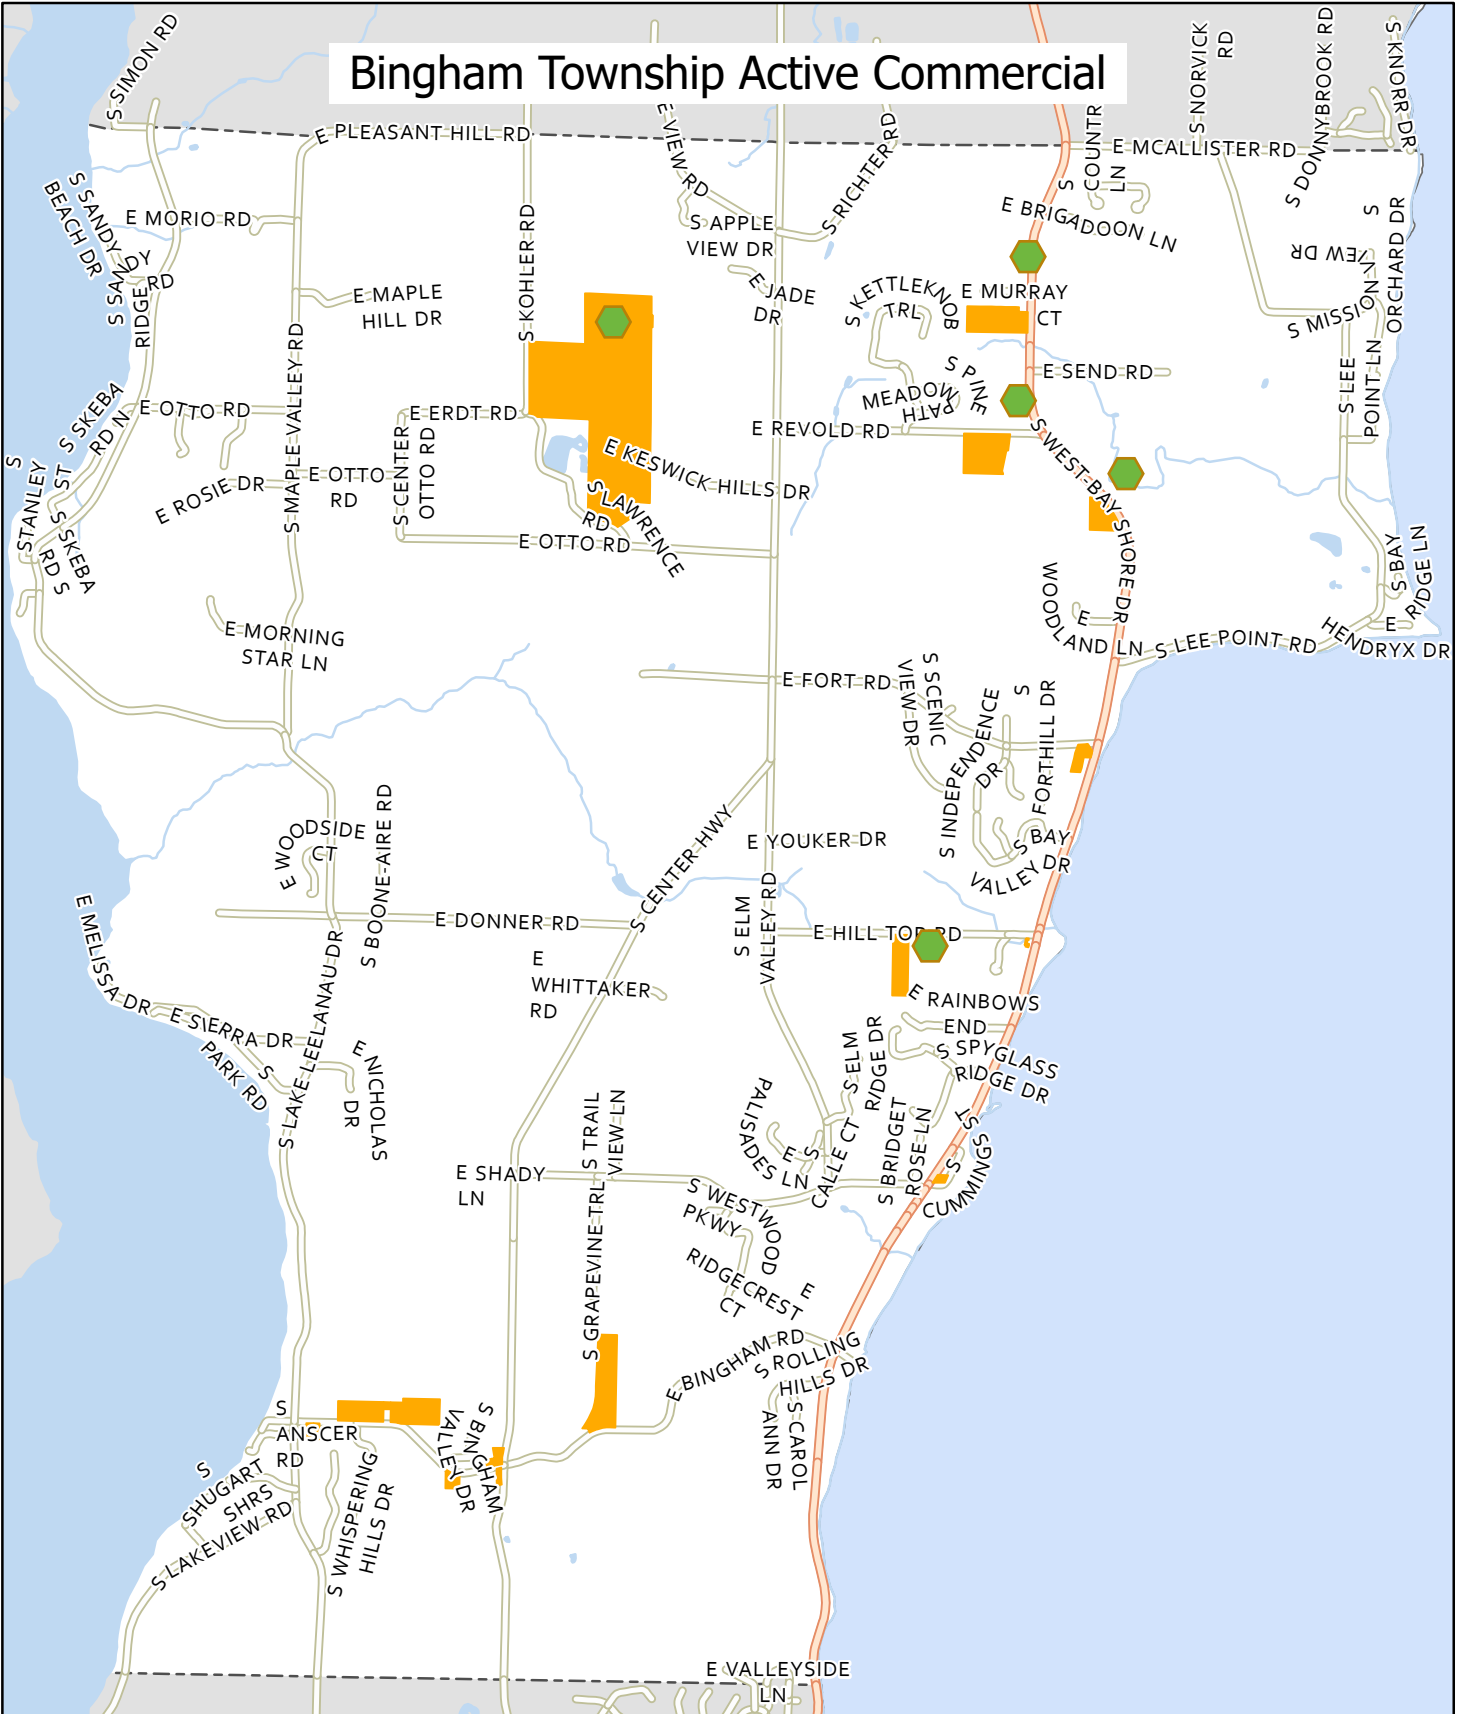 Bingham Township Active Commercial
S SIMON RD
S NORVICK
RD
S DONNYBROOK RD
S KNORR DR
E PLEASANT HILL RD
E VIEW RD
S RICHTER RD
S
COUNTR
LN
E MCALLISTER RD
S SANDY
BEACH DR
E MORIO RD
S KOHLER RD
S APPLE
VIEW DR
E BRIGADOON LN
S
ORCHARD DR
VIEW DR
S SAN
DY
RIDGE
RD
E MAPLE
HILL DR
E JADE
DR
S KETTLEKNOB
TRL
E MURRAY
CT
S MISSION
POINT LN
S MAPLE VALLEY RD
S PINE
MEADOW
PATH
E SEND RD
S LEE
S SKEBA
RD N
E OTTO RD
E ERDT RD
E REVOLD RD
S CENTER
OTTO RD
E KESWICK HILLS DR
S WEST-BAY SHORE DR
S
STANLEY
RD S
ST
S SKEBA
E ROSIE DR
E OTTO
RD
S LAWRENCE
RD
E OTTO RD
S BAY
RIDGE LN
E
WOODLAND LN
E MORNING
STAR LN
S LEE POINT RD
E
HENDRYX DR
E FORT RD
S SCENIC
VIEW DR
S INDEPENDENCE
DR
S
FORTHILL DR
E WOODSIDE
CT
S BOONE-AIRE RD
S CENTER HWY
E YOUKER DR
S BAY
VALLEY DR
E MELISSA DR
E DONNER RD
S ELM
VALLEY RD
E HILL TOP RD
E
WHITTAKER
RD
E RAINBOWS
END
E SIERRA DR
S
PARK RD
S LAKE LEELANAU DR
E NICHOLAS
DR
S ELM
RIDGE DR
S SPYGLASS
RIDGE DR
S TRAIL
VIEW LN
E
PALISADES LN
S
CALLE CT
S BRIDGET
ROSE LN
S
CUMMINGS ST
E SHADY
LN
S WESTWOOD
PKWY
S GRAPEVINE TRL
E
RIDGECREST
CT
E BINGHAM RD
S ROLLING
HILLS DR
S
ANSCER
RD
S BINGHAM
VALLEY DR
ANN DR
S CAROL
S
SHUGART
SHRS
S LAKEVIEW RD
S WHISPERING
HILLS DR
E VALLEYSIDE
LN